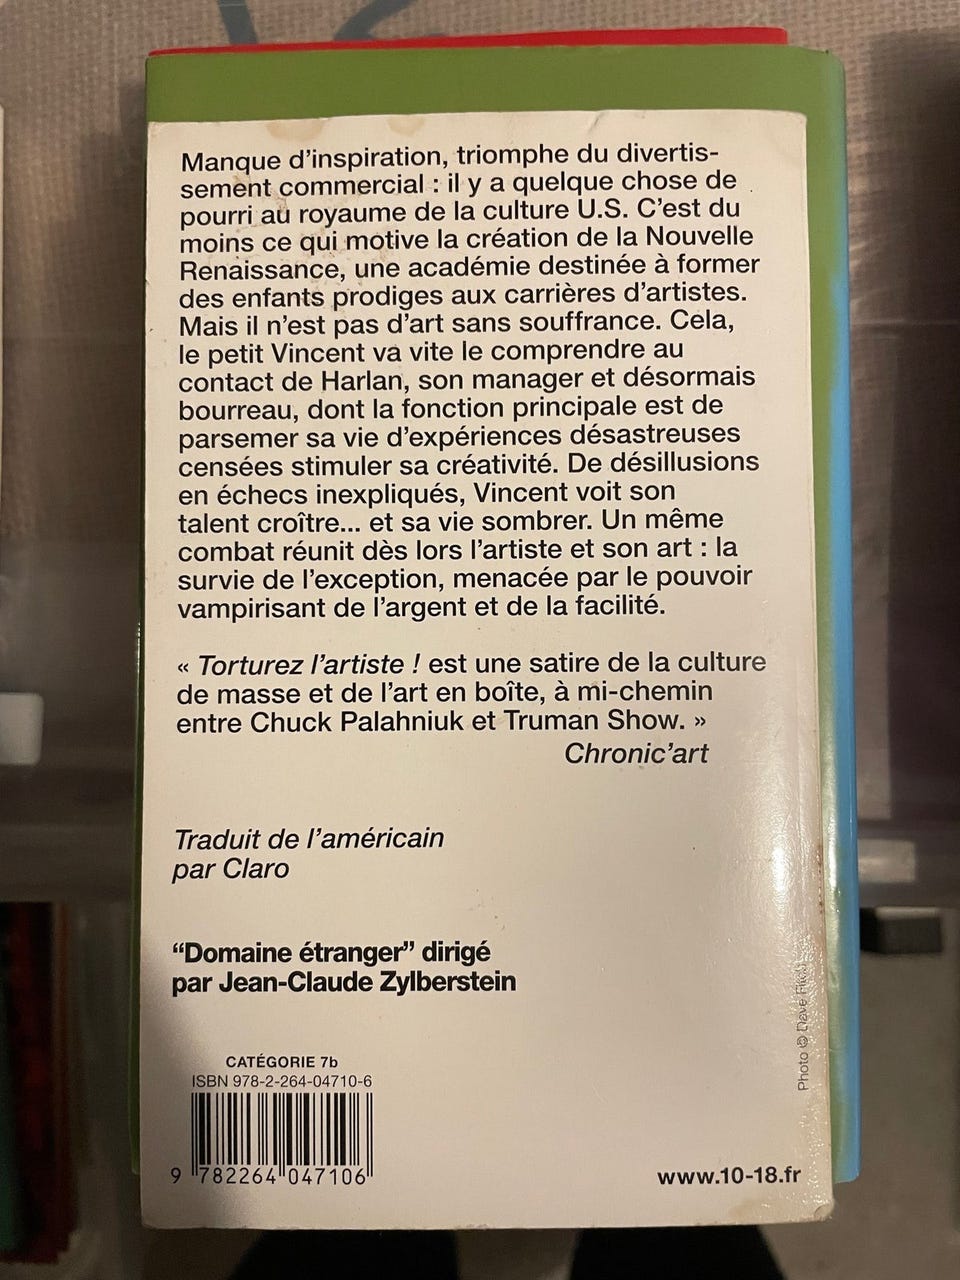 Manque d'inspiration, triomphe du divertis-
sement commercial : il y a quelque chose de
pourri au royaume de la culture U.S. C'est du
moins ce qui motive la création de la Nouvelle
Renaissance, une académie destinée à former
des enfants prodiges aux carrières d'artistes.
Mais il n'est pas d'art sans souffrance. Cela,
le petit Vincent va vite le comprendre au
contact de Harlan, son manager et désormais
bourreau, dont la fonction principale est de
parsemer sa vie d'expériences désastreuses
censées stimuler sa créativité. De désillusions
en échecs inexpliqués, Vincent voit son
talent croître... et sa vie sombrer. Un même
combat réunit dès lors l'artiste et son art : la
survie de l'exception, menacée par le pouvoir
vampirisant de l'argent et de la facilité.
« Torturez l'artiste ! est une satire de la culture
de masse et de l'art en boîte, à mi-chemin
entre Chuck Palahniuk et Truman Show. »
Chronic'art
Traduit de l'américain
par Claro
“Domaine étranger” dirigé
par Jean-Claude Zylberstein
CATÉGORIE 7b
ISBN 978-2-264-04710-6
9 782264 047106
www.10-18.fr
Photo © Dave